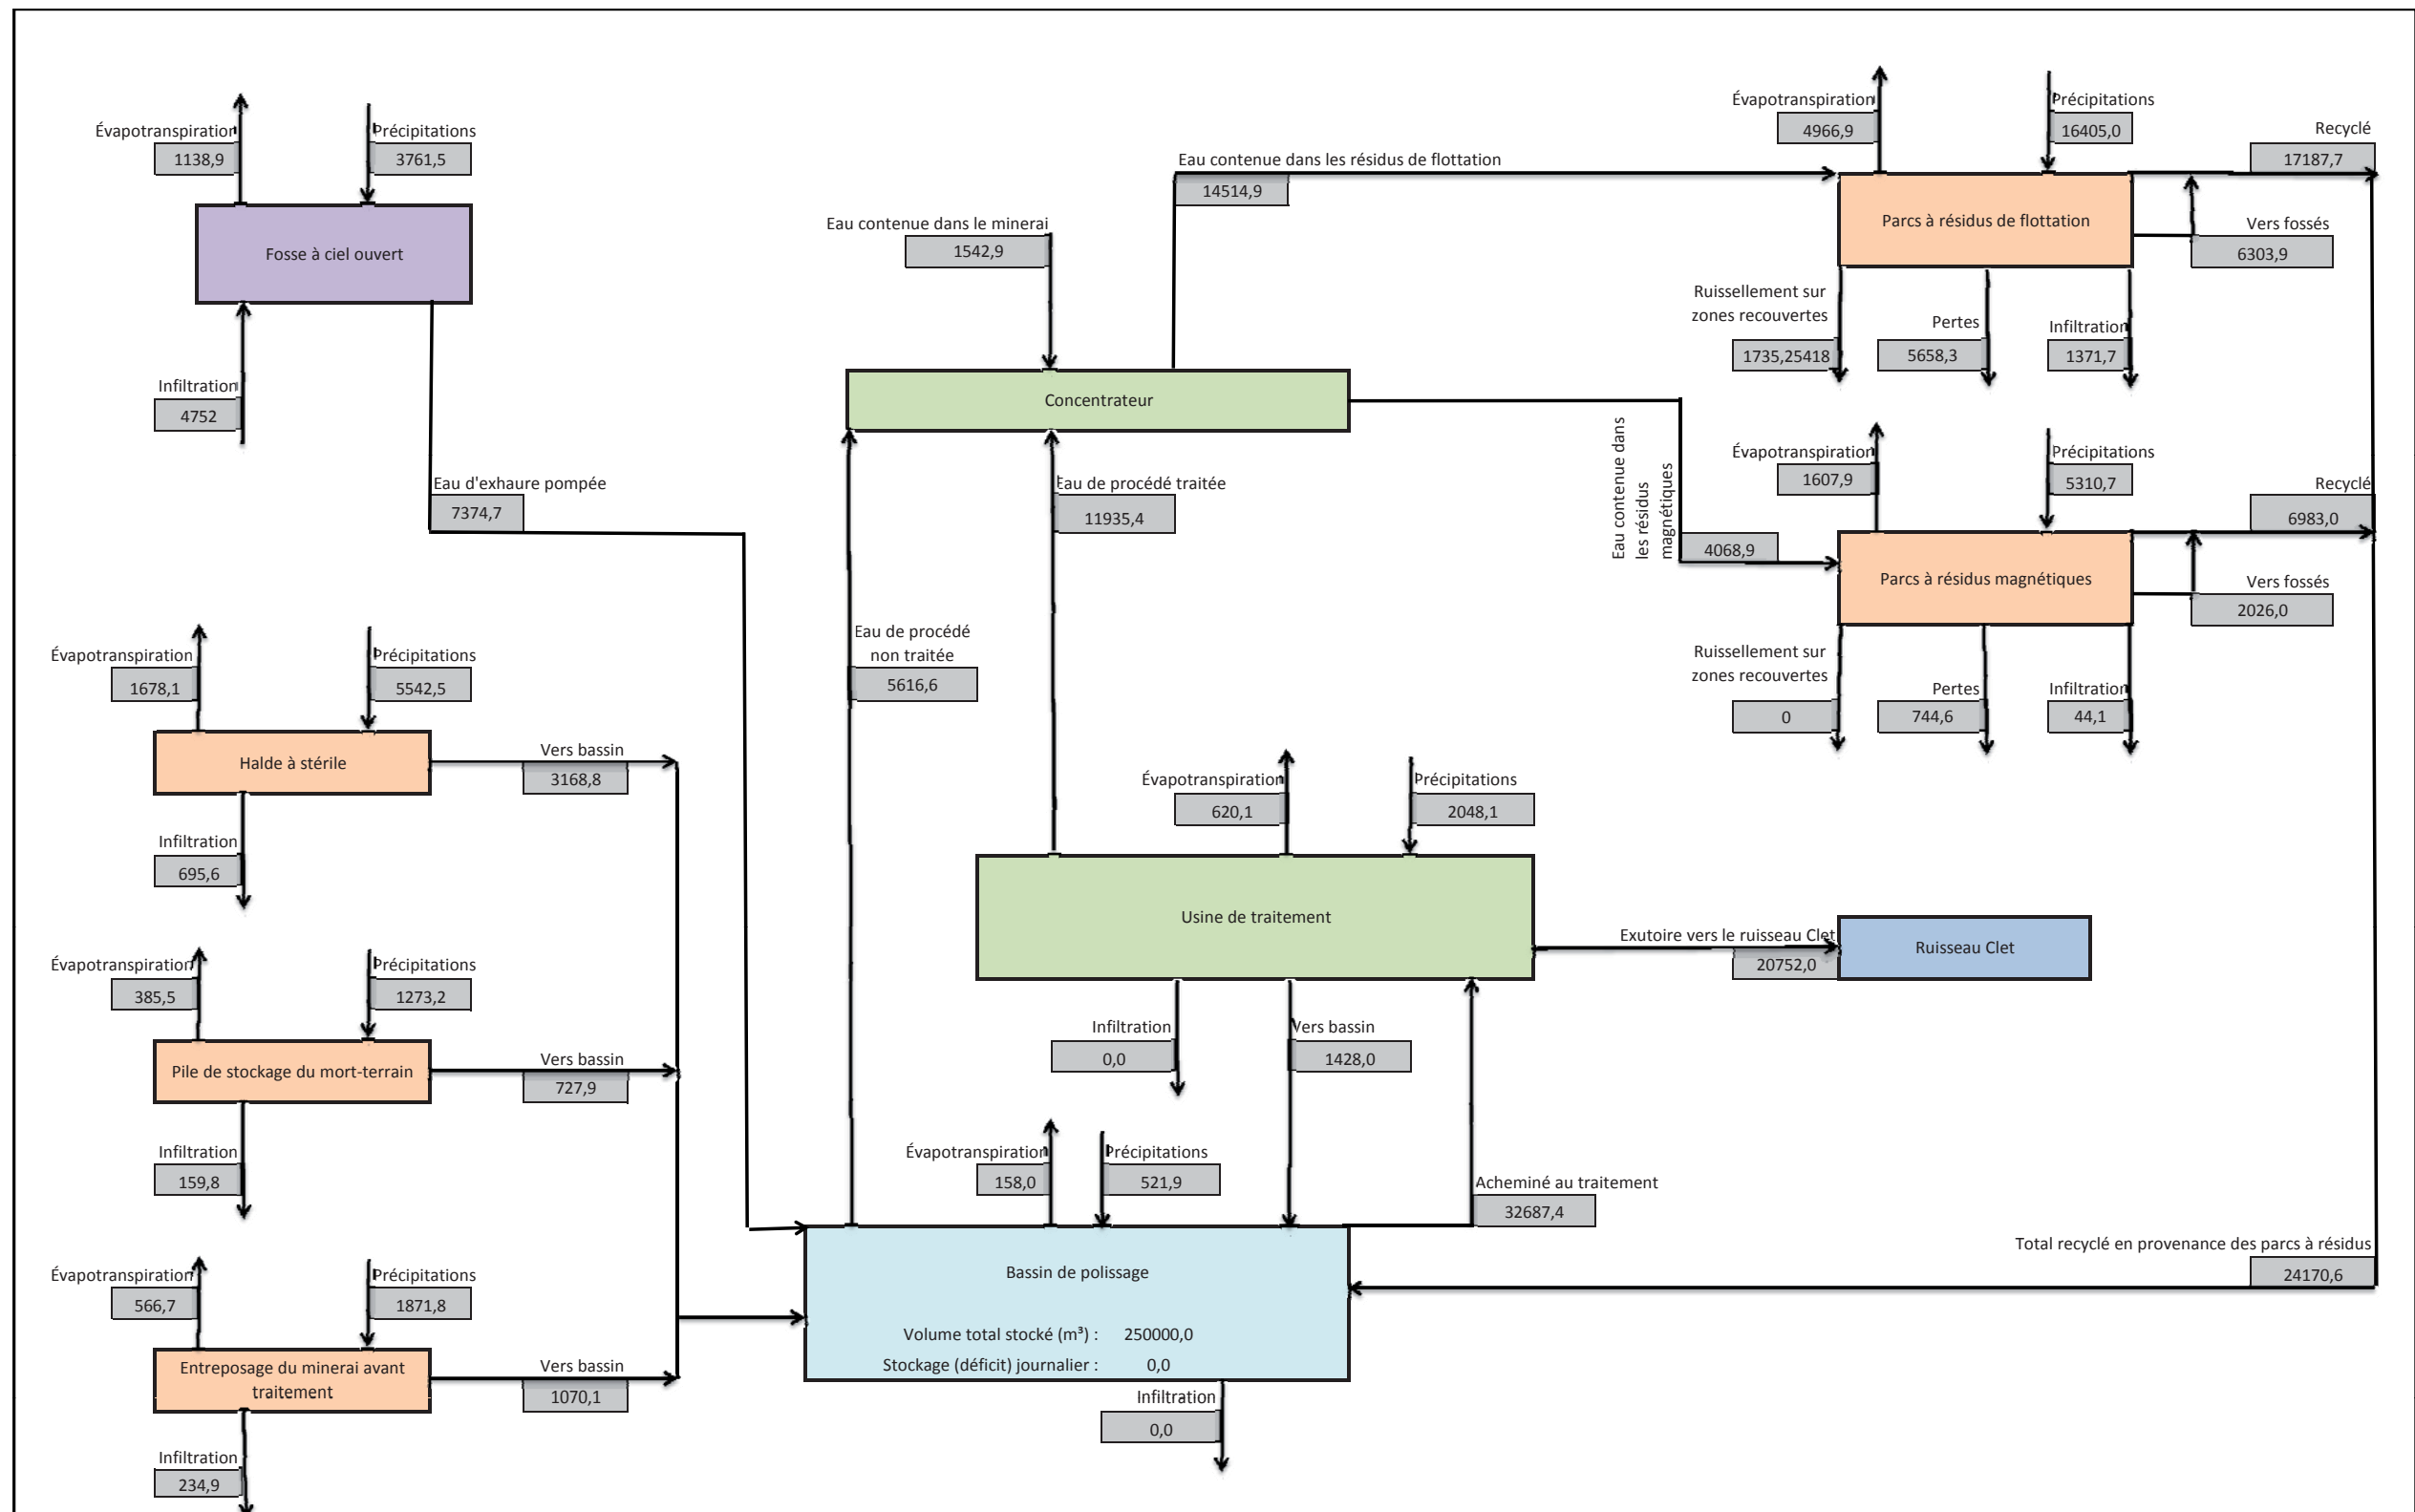 Évapotranspiration
1138,9
Précipitations
3761,5
Fosse à ciel ouvert
Infiltration
4752
Eau d'exhaure pompée
7374,7
Évapotranspiration
1678,1
Précipitations
5542,5
Halde à stérile
Vers bassin
3168,8
Infiltration
695,6
Évapotranspiration
385,5
Précipitations
1273,2
Pile de stockage du mort-terrain
Vers bassin
727,9
Infiltration
159,8
Évapotranspiration
566,7
Précipitations
1871,8
Entreposage du minerai avant
traitement
Vers bassin
1070,1
Infiltration
234,9
Eau contenue dans le minerai
1542,9
Eau contenue dans les résidus de flottation
14514,9
Concentrateur
Eau de procédé traitée
11935,4
Eau de procédé
non traitée
5616,6
Eau contenue dans
les résidus
magnétiques
4068,9
Évapotranspiration
620,1
Précipitations
2048,1
Usine de traitement
Exutoire vers le ruisseau Clet
20752,0
Ruisseau Clet
Infiltration
0,0
Vers bassin
1428,0
Évapotranspiration
158,0
Précipitations
521,9
Acheminé au traitement
32687,4
Bassin de polissage
Volume total stocké (m³) : 250000,0
Stockage (déficit) journalier : 0,0
Infiltration
0,0
Évapotranspiration
4966,9
Précipitations
16405,0
Recyclé
17187,7
Parcs à résidus de flottation
Vers fossés
6303,9
Ruissellement sur
zones recouvertes
1735,25418
Pertes
5658,3
Infiltration
1371,7
Évapotranspiration
1607,9
Précipitations
5310,7
Recyclé
6983,0
Parcs à résidus magnétiques
Vers fossés
2026,0
Ruissellement sur
zones recouvertes
0
Pertes
744,6
Infiltration
44,1
Total recyclé en provenance des parcs à résidus
24170,6